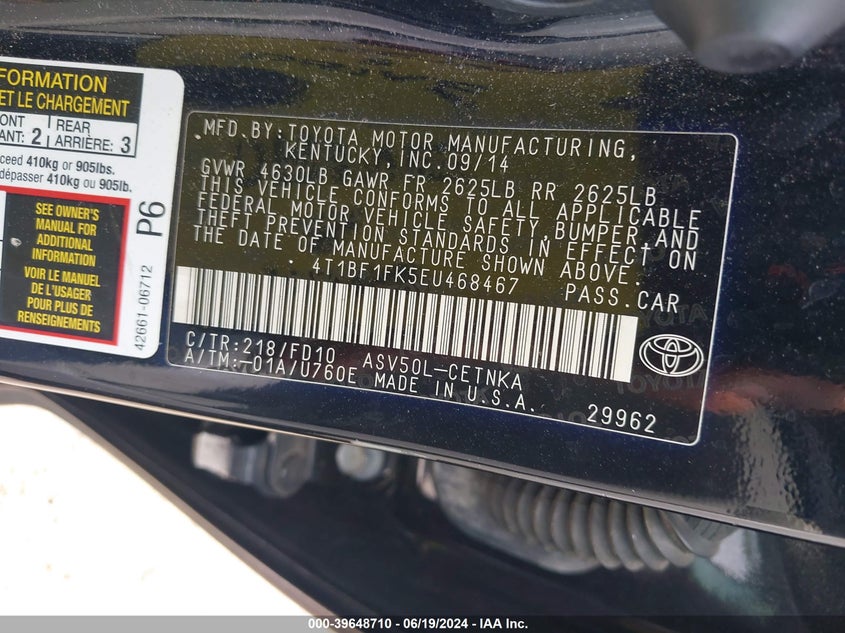 FORMATION
ET LE CHARGEMENT
ONT
ANT: 2
REAR
ARRIÈRE: 3
ceed 410kg or 905lbs.
dépasser 410kg ou 905lb.
SEE OWNER'S
MANUAL FOR
ADDITIONAL
INFORMATION
VOIR LE MANUEL
DE L'USAGER
POUR PLUS DE
RENSEIGNEMENTS
P6
42661-06712
MFD.BY:TOYOTA MOTOR MANUFACTURING,
KENTUCKY,INC.09/14
GVWR 4630LB GAWR FR 2625LB RR 2625LB
THIS VEHICLE CONFORMS TO ALL APPLICABLE
FEDERAL MOTOR VEHICLE SAFETY,BUMPER,AND
THEFT PREVENTION STANDARDS IN EFFECT ON
THE DATE OF MANUFACTURE SHOWN ABOVE.
4T1BF1FK5EU468467 PASS.CAR
C/TR:218/FD10 ASV50L-CETNKA
A/TM:-01A/U760E MADE IN U.S.A.
29962
000-39648710 - 06/19/2024 - IAA Inc.